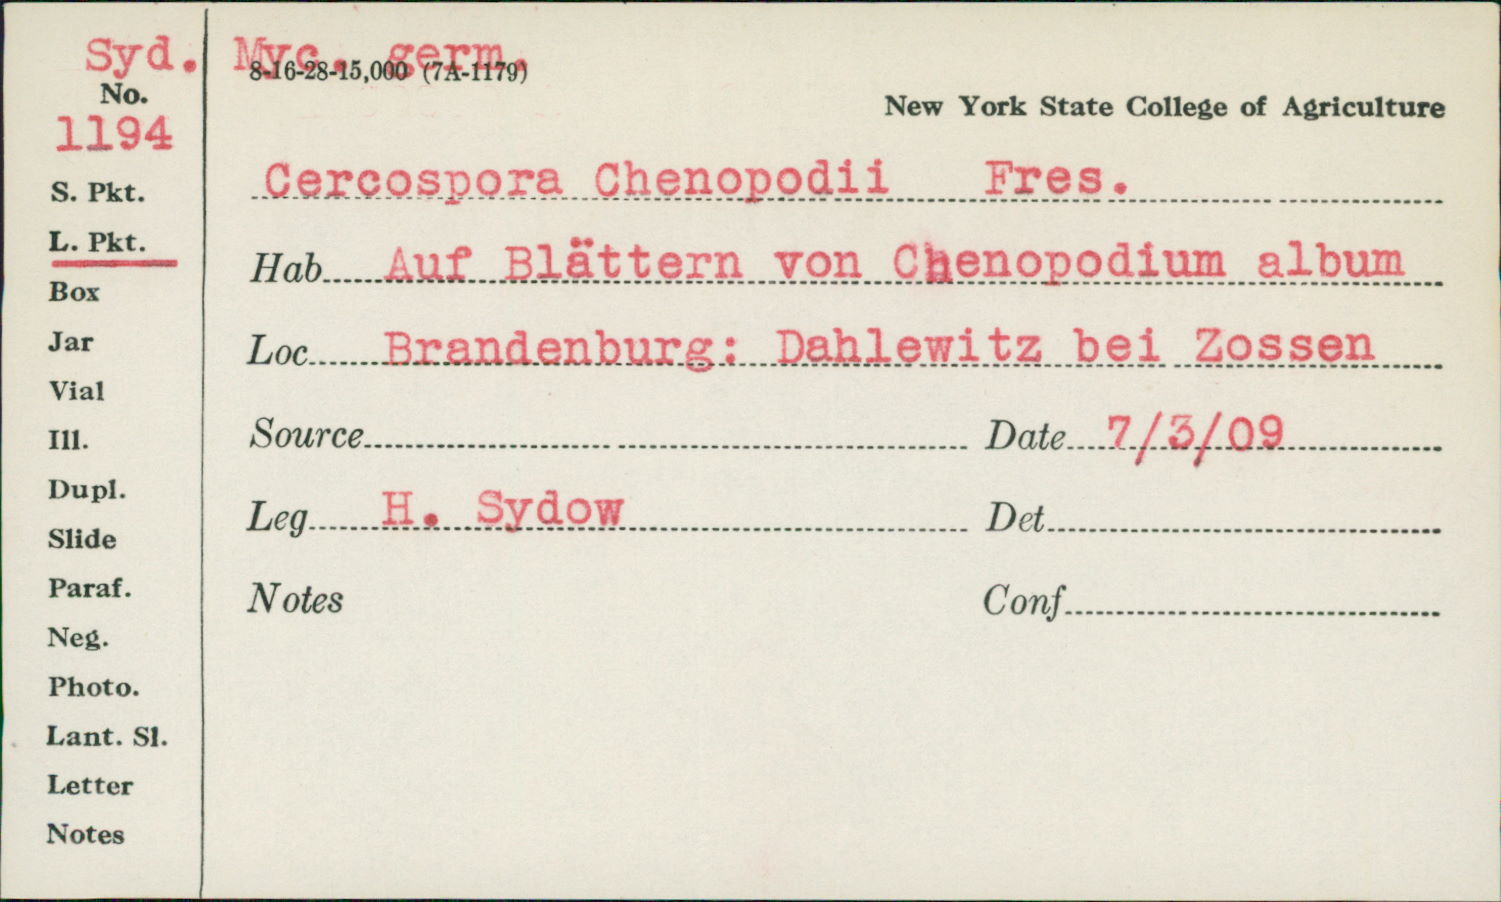 Syd. Myc. germ.
8-16-28-15,000 (7A-1179)
No.
1194
New York State College of Agriculture
Cercospora Chenopodii Fres.
S. Pkt.
L. Pkt.
Hab Auf Blättern von Chenopodium album
Box
Jar
Loc Brandenburg: Dahlewitz bei Zossen
Vial
Ill.
Source Date 7/3/09
Dupl.
Leg H. Sydow Det
Slide
Paraf.
Notes Conf
Neg.
Photo.
Lant. Sl.
Letter
Notes